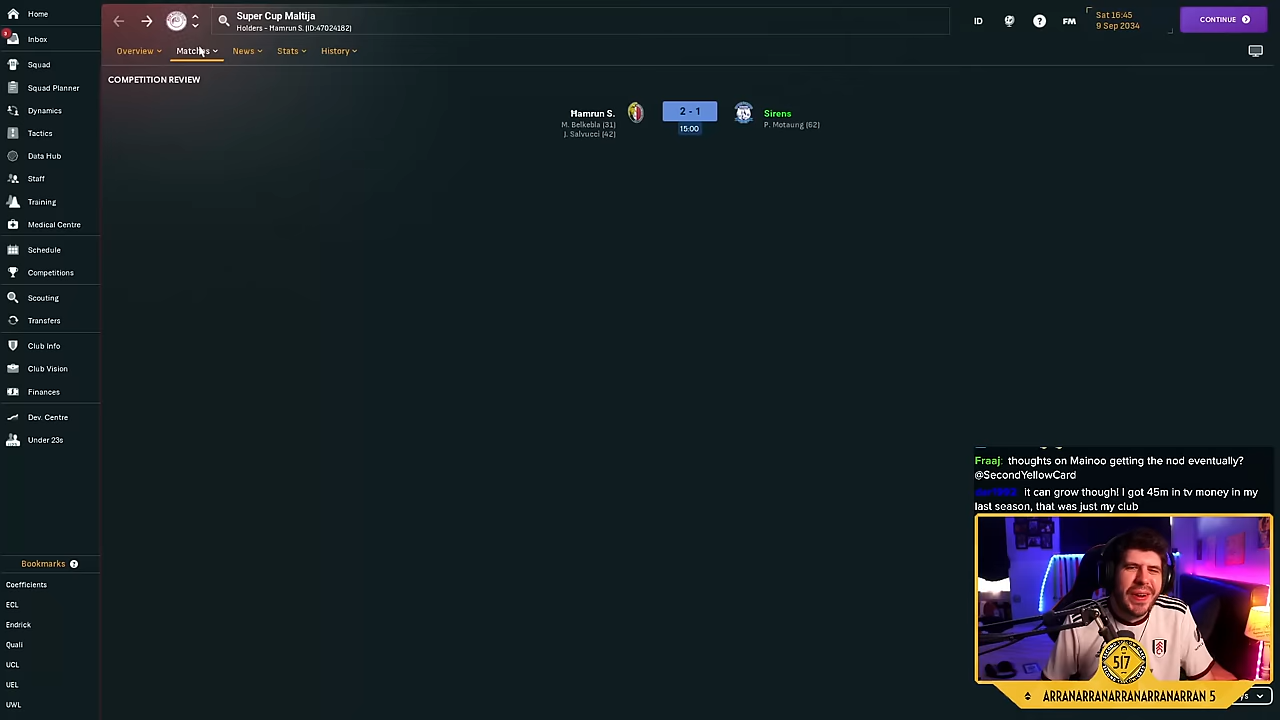 Home
3
Inbox
Squad
Squad Planner
Dynamics
Tactics
Data Hub
Staff
Training
Medical Centre
Schedule
Competitions
Scouting
Transfers
Club Info
Club Vision
Finances
Dev. Centre
Under 23s
Bookmarks ?
Coefficients
ECL
Endrick
Quali
UCL
UEL
UWL
Super Cup Maltija
Holders - Hamrun S. (ID:47024182)
ID
?
FM
Sat 16:45
9 Sep 2034
CONTINUE
Overview
Matches
News
Stats
History
COMPETITION REVIEW
Hamrun S.
M. Belkebla (31)
J. Salvucci (42)
2 - 1
15:00
Sirens
P. Motaung (62)
Fraaj: thoughts on Mainoo getting the nod eventually?
@SecondYellowCard
it can grow though! I got 45m in tv money in my
last season, that was just my club
517
ARRANARRANARRANARRANARRAN 5